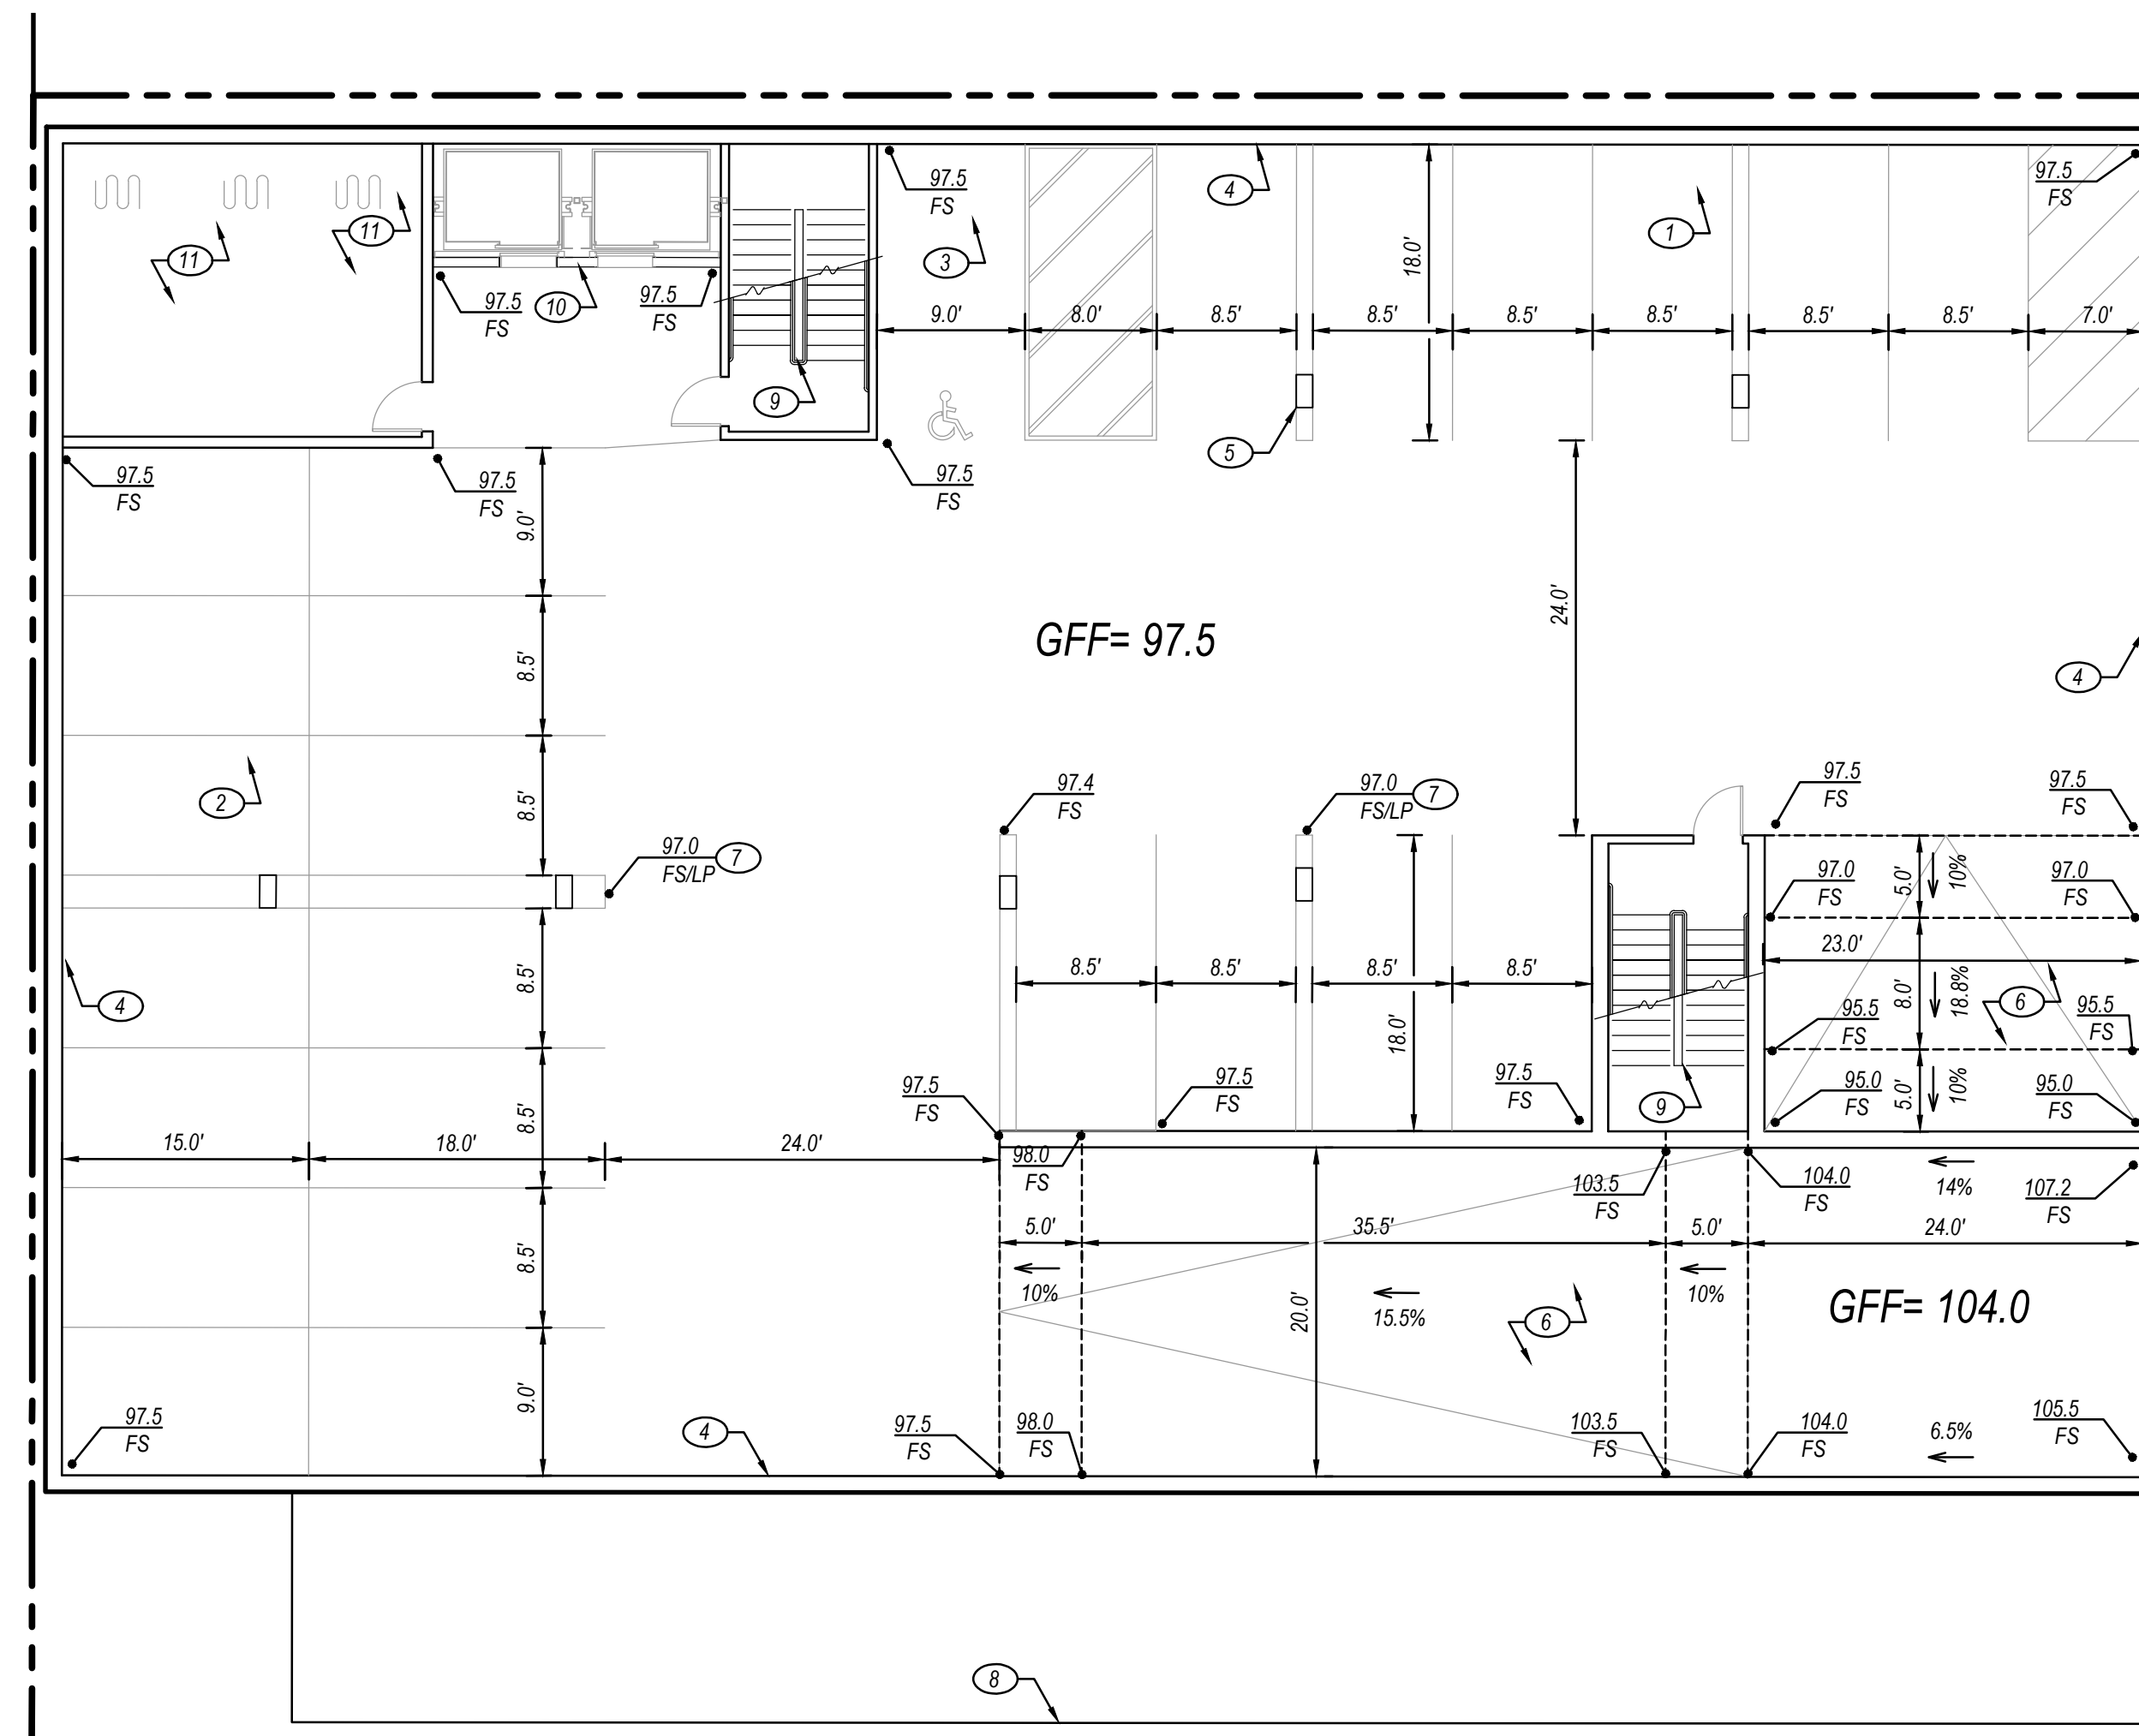 97.5
FS
4
97.5
FS
1
11
11
3
18.0'
97.5
FS
10
97.5
FS
9.0'
8.0'
8.5'
8.5'
8.5'
8.5'
8.5'
8.5'
7.0'
9
5
97.5
FS
97.5
FS
97.5
FS
9.0'
24.0'
GFF= 97.5
8.5'
4
97.4
FS
97.0
FS/LP
7
97.5
FS
97.5
FS
2
8.5'
97.0
FS/LP
7
97.0
FS
5.0'
10%
97.0
FS
23.0'
8.5'
8.5'
8.5'
8.5'
8.5'
4
18.0'
8.0'
18.8%
6
95.5
FS
95.5
FS
97.5
FS
97.5
FS
97.5
FS
9
95.0
FS
5.0'
10%
95.0
FS
8.5'
15.0'
18.0'
24.0'
98.0
FS
103.5
FS
104.0
FS
14%
107.2
FS
5.0'
35.5'
5.0'
24.0'
8.5'
10%
20.0'
15.5%
6
10%
GFF= 104.0
9.0'
97.5
FS
4
97.5
FS
98.0
FS
103.5
FS
104.0
FS
6.5%
105.5
FS
8